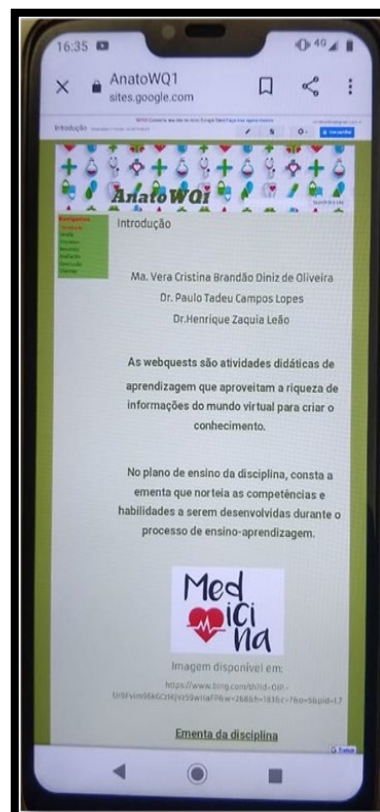 16:35
4G
AnatoWQ1
sites.google.com
Introdução
AnatoWQ1
Introdução
Ma. Vera Cristina Brandão Diniz de Oliveira
Dr. Paulo Tadeu Campos Lopes
Dr.Henrique Zaquia Leão
As webquests são atividades didáticas de
aprendizagem que aproveitam a riqueza de
informações do mundo virtual para criar o
conhecimento.
No plano de ensino da disciplina, consta a
ementa que norteia as competências e
habilidades a serem desenvolvidas durante o
processo de ensino-aprendizagem.
Med
ici
na
Imagem disponível em:
Ementa da disciplina